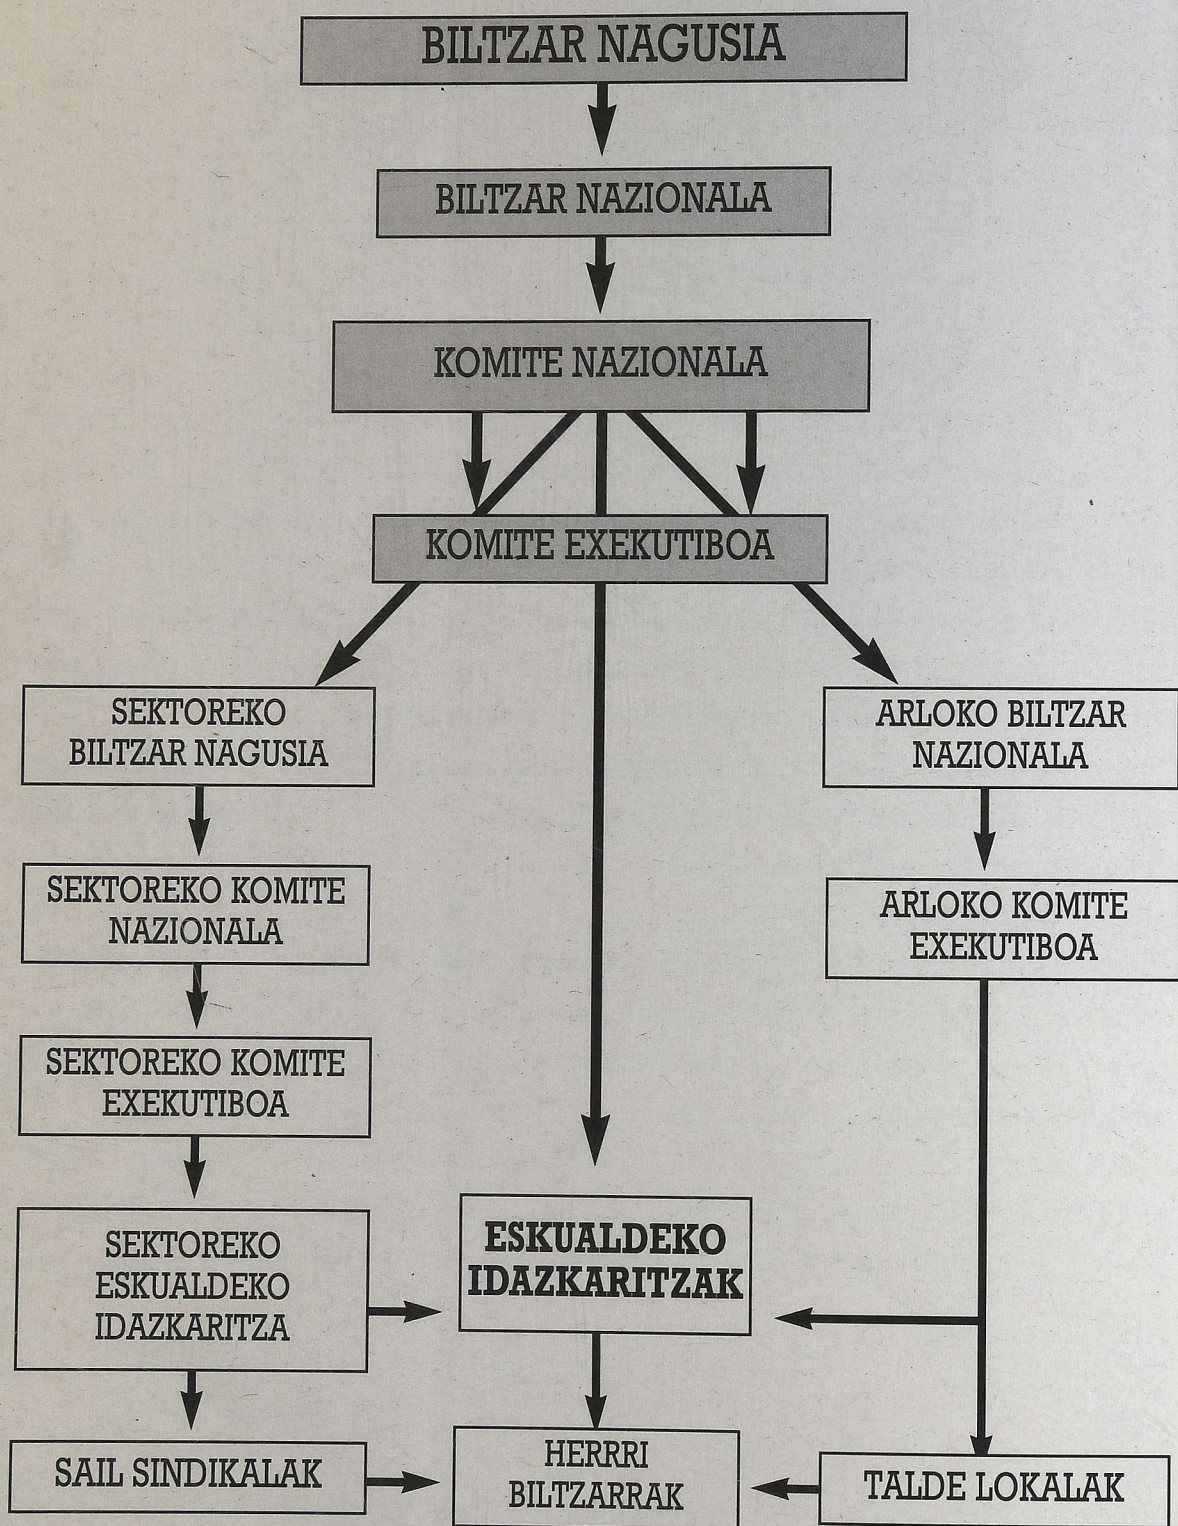 BILTZAR NAGUSIA
BILTZAR NAZIONALA
KOMITE NAZIONALA
KOMITE EXEKUTIBOA
SEKTOREKO
BILTZAR NAGUSIA
ARLOKO BILTZAR
NAZIONALA
SEKTOREKO KOMITE
NAZIONALA
ARLOKO KOMITE
EXEKUTIBOA
SEKTOREKO KOMITE
EXEKUTIBOA
SEKTOREKO
ESKUALDEKO
IDAZKARITZA
ESKUALDEKO
IDAZKARITZAK
SAIL SINDIKALAK
HERRRI
BILTZARRAK
TALDE LOKALAK